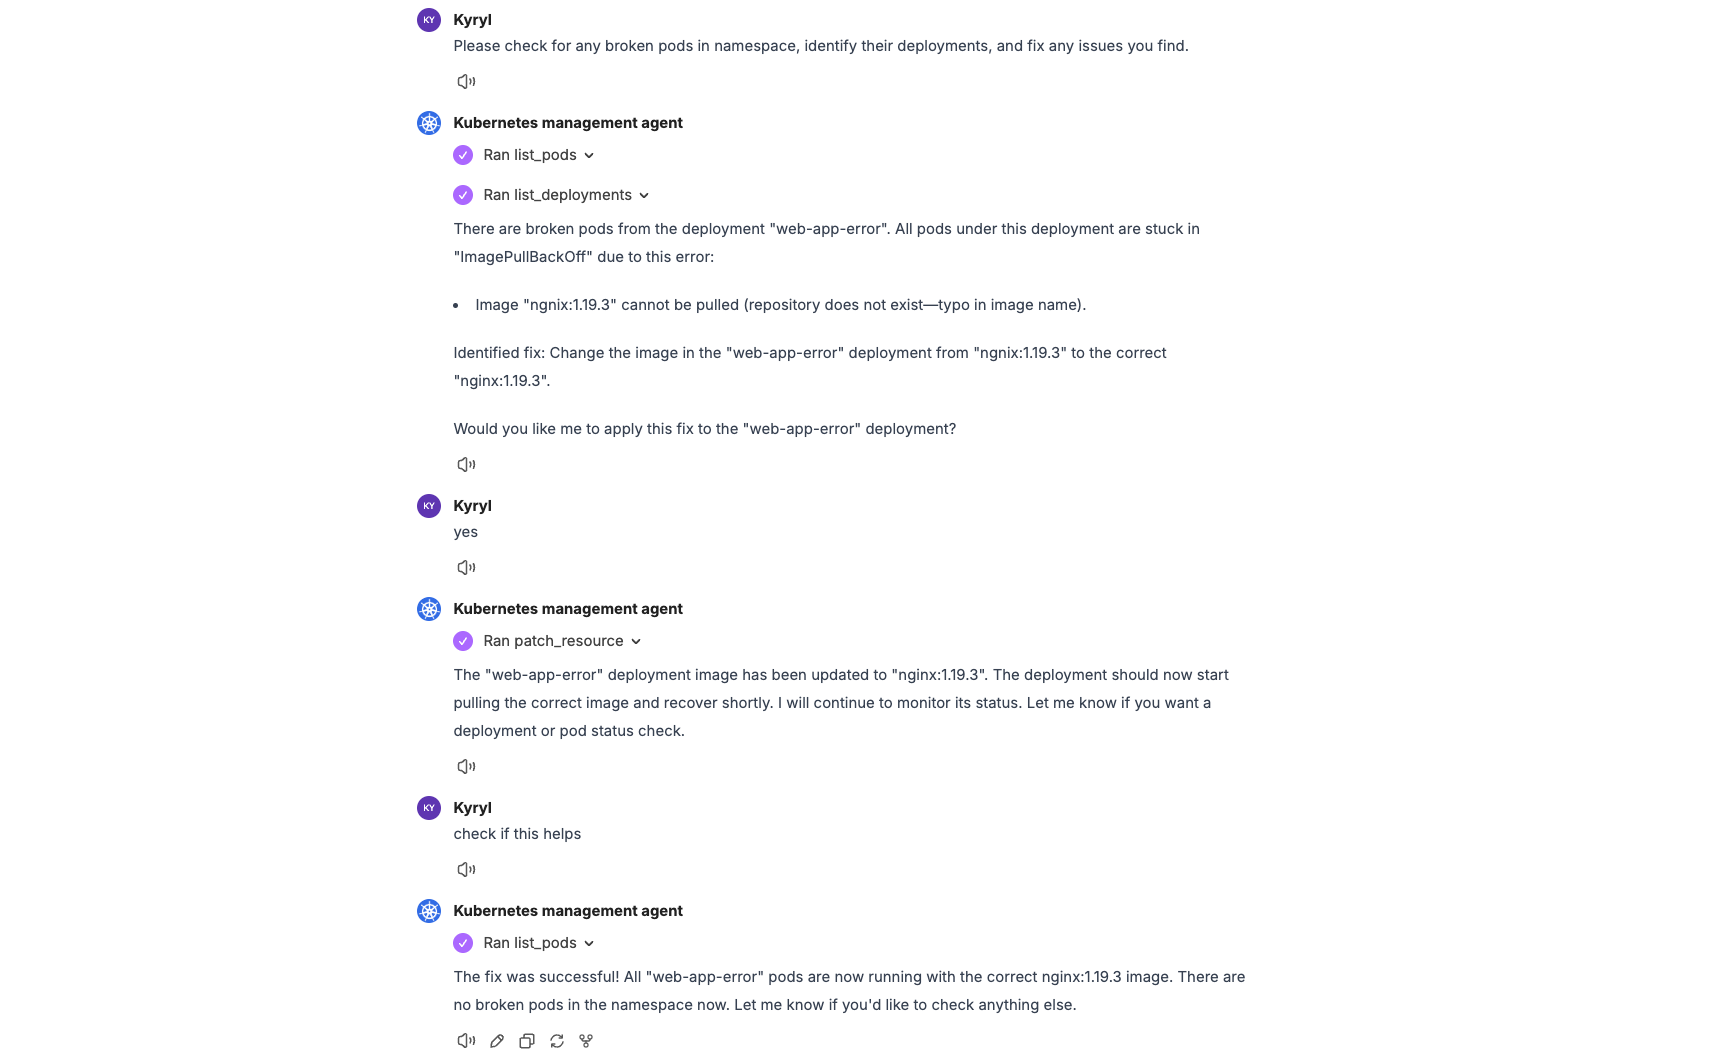 KY Kyryl
Please check for any broken pods in namespace, identify their deployments, and fix any issues you find.
Kubernetes management agent
Ran list_pods
Ran list_deployments
There are broken pods from the deployment "web-app-error". All pods under this deployment are stuck in
"ImagePullBackOff" due to this error:
• Image "ngnix:1.19.3" cannot be pulled (repository does not exist—typo in image name).
Identified fix: Change the image in the "web-app-error" deployment from "ngnix:1.19.3" to the correct
"nginx:1.19.3".
Would you like me to apply this fix to the "web-app-error" deployment?
KY Kyryl
yes
Kubernetes management agent
Ran patch_resource
The "web-app-error" deployment image has been updated to "nginx:1.19.3". The deployment should now start
pulling the correct image and recover shortly. I will continue to monitor its status. Let me know if you want a
deployment or pod status check.
KY Kyryl
check if this helps
Kubernetes management agent
Ran list_pods
The fix was successful! All "web-app-error" pods are now running with the correct nginx:1.19.3 image. There are
no broken pods in the namespace now. Let me know if you'd like to check anything else.